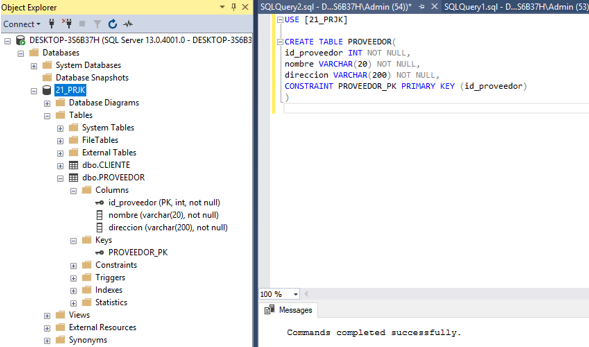 Object Explorer
Connect
DESKTOP-3S6B37H (SQL Server 13.0.4001.0 - DESKTOP-3S6B3
Databases
System Databases
Database Snapshots
21_PRJK
Database Diagrams
Tables
System Tables
FileTables
External Tables
dbo.CLIENTE
dbo.PROVEEDOR
Columns
id_proveedor (PK, int, not null)
nombre (varchar(20), not null)
direccion (varchar(200), not null)
Keys
PROVEEDOR_PK
Constraints
Triggers
Indexes
Statistics
Views
External Resources
Synonyms
SQLQuery2.sql - D...S6B37H\Admin (54))*
SQLQuery1.sql - D...S6B37H\Admin (53)
USE [21_PRJK]
CREATE TABLE PROVEEDOR(
id_proveedor INT NOT NULL,
nombre VARCHAR(20) NOT NULL,
direccion VARCHAR(200) NOT NULL,
CONSTRAINT PROVEEDOR_PK PRIMARY KEY (id_proveedor)
)
100 %
Messages
Commands completed successfully.